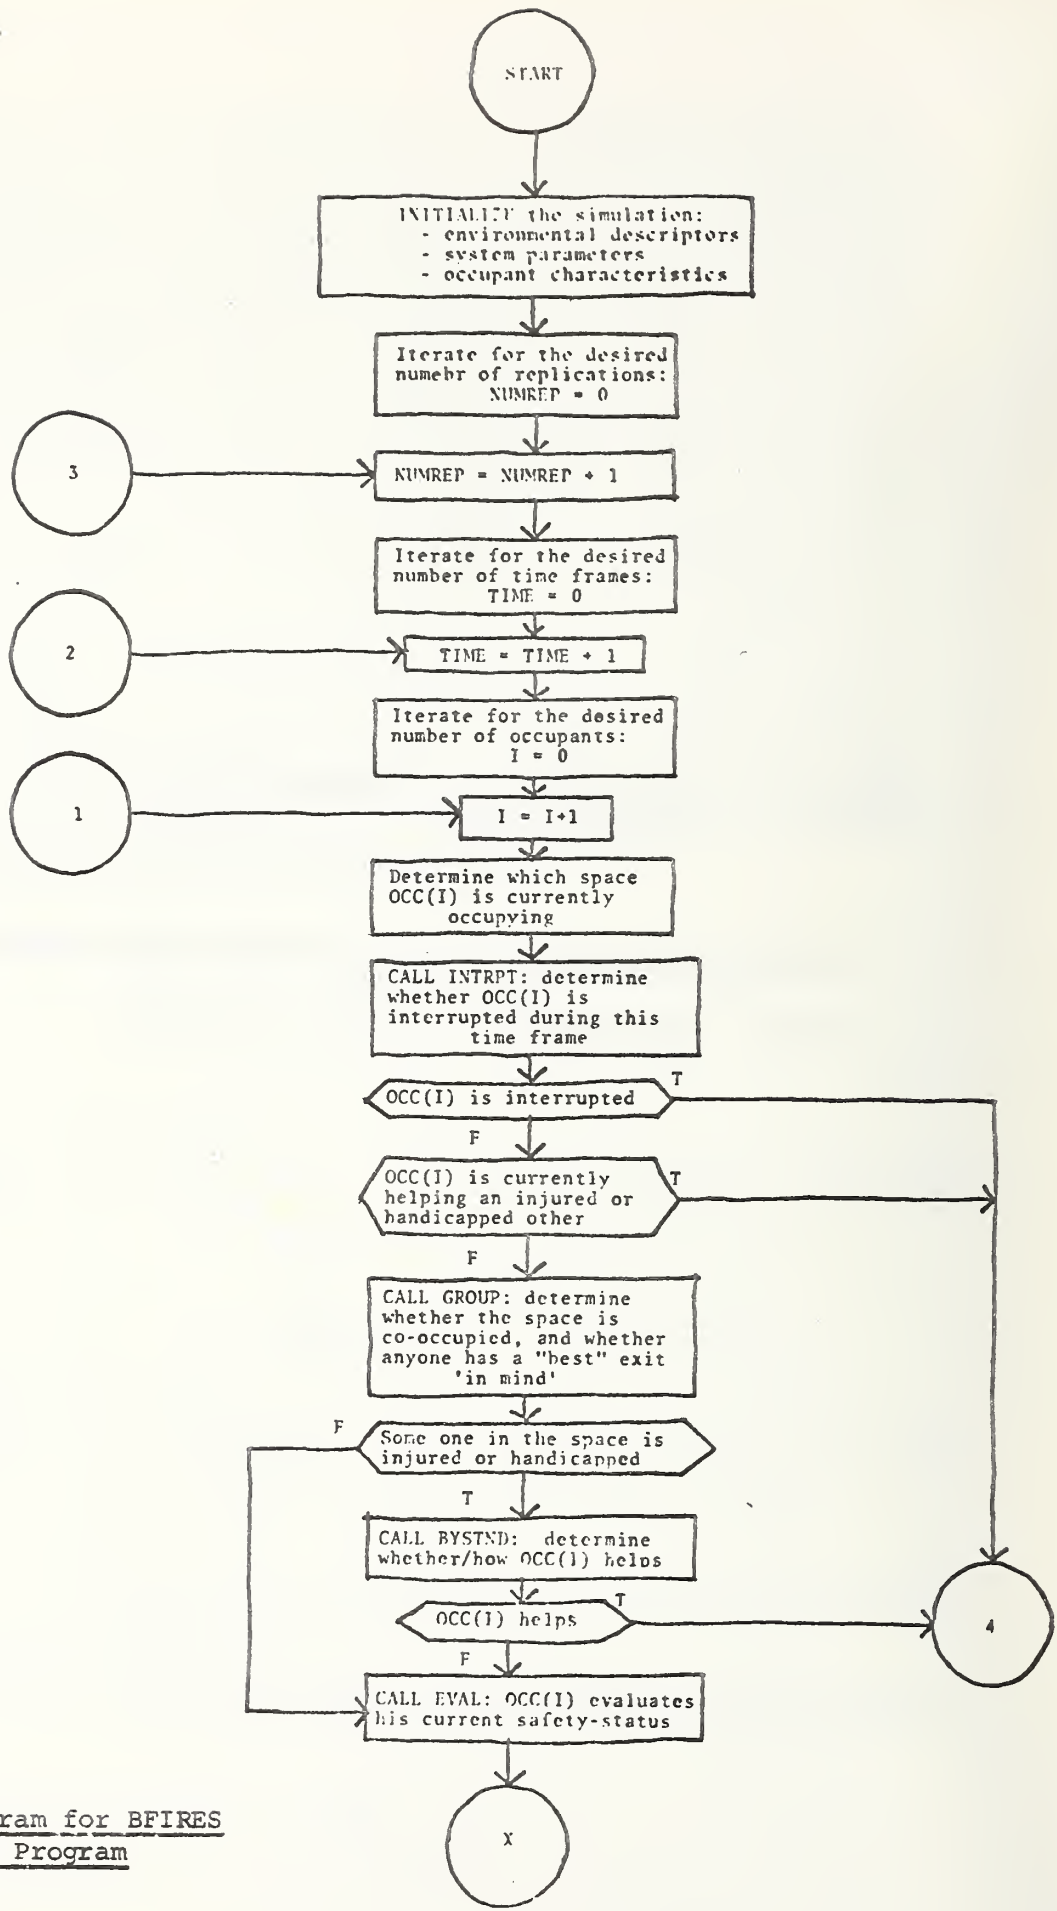 START
INITIALIZE the simulation:
- environmental descriptors
- system parameters
- occupant characteristics
Iterate for the desired
numebr of replications:
NUMREP = 0
3
NUMREP = NUMREP + 1
Iterate for the desired
number of time frames:
TIME = 0
2
TIME = TIME + 1
Iterate for the desired
number of occupants:
I = 0
1
I = I+1
Determine which space
OCC(I) is currently
occupying
CALL INTRPT: determine
whether OCC(I) is
interrupted during this
time frame
T
OCC(I) is interrupted
F
OCC(I) is currently
helping an injured or
handicapped other
T
F
CALL GROUP: determine
whether the space is
co-occupied, and whether
anyone has a "best" exit
'in mind'
F
Some one in the space is
injured or handicapped
T
CALL BYSTND: determine
whether/how OCC(I) helps
T
OCC(I) helps
4
F
CALL EVAL: OCC(I) evaluates
his current safety-status
X
ram for BFIRES
Program